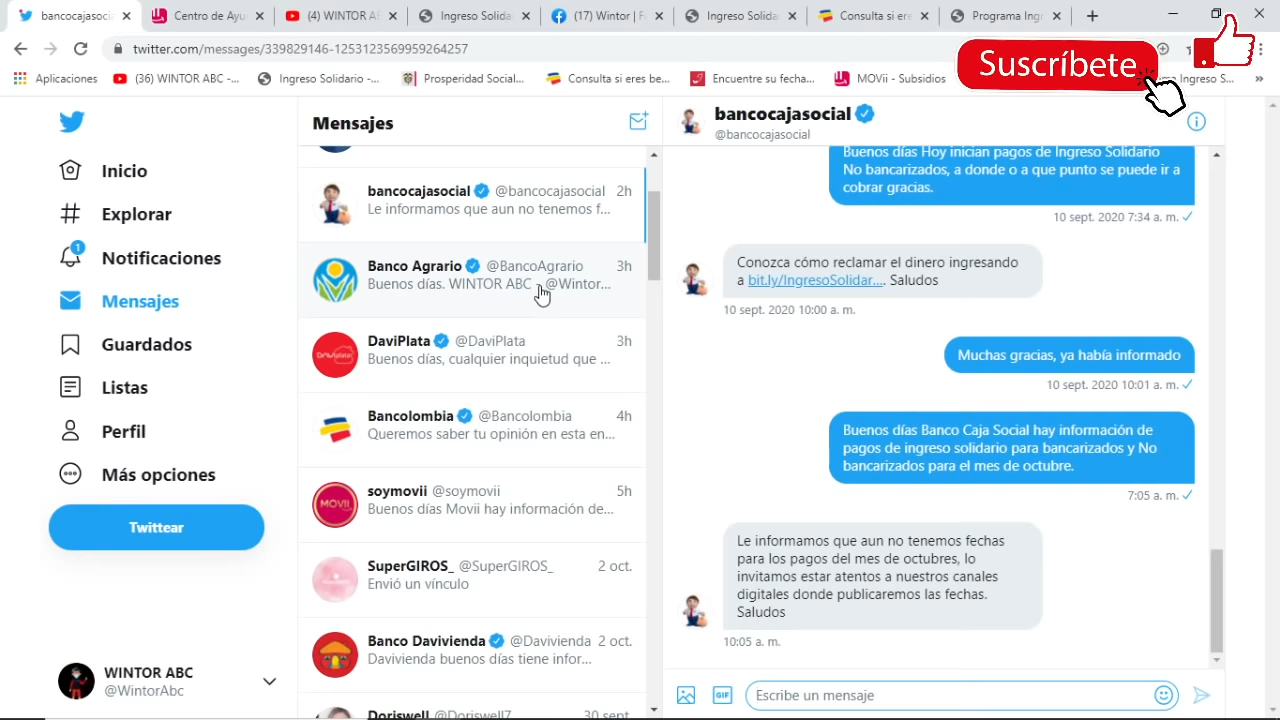 bancocajasocia
Centro de Ayu
(4) WINTOR AB
Ingreso Solida
(17) Wintor | F
Ingreso Solida
Consulta si ere
Programa Ingr
twitter.com/messages/339829146-1253123569959264257
Aplicaciones
(36) WINTOR ABC -...
Ingreso Solidario -...
Prosperidad Social...
Consulta si eres be...
Encuentre su fecha...
MOVii - Subsidios
Ingreso S...
Suscríbete
Inicio
Explorar
1
Notificaciones
Mensajes
Guardados
Listas
Perfil
Más opciones
Twittear
WINTOR ABC
@WintorAbc
Mensajes
bancocajasocial @bancocajasocial 2h
Le informamos que aun no tenemos f...
Banco Agrario @BancoAgrario 3h
Buenos días. WINTOR ABC @Wintor...
DaviPlata @DaviPlata 3h
Buenos días, cualquier inquietud que ...
Bancolombia @Bancolombia 4h
Queremos saber tu opinión en esta en...
MOVII
soymovii @soymovii 5h
Buenos días Movii hay información de...
SuperGIROS_ @SuperGIROS_ 2 oct.
Envió un vínculo
Banco Davivienda @Davivienda 2 oct.
Davivienda buenos días tiene infor...
Doriswell @Doriswell7 30 sept.
bancocajasocial
@bancocajasocial
Buenos días Hoy inician pagos de Ingreso Solidario
No bancarizados, a donde o a que punto se puede ir a
cobrar gracias.
10 sept. 2020 7:34 a. m.
Conozca cómo reclamar el dinero ingresando
a bit.ly/IngresoSolidar.... Saludos
10 sept. 2020 10:00 a. m.
Muchas gracias, ya había informado
10 sept. 2020 10:01 a. m.
Buenos días Banco Caja Social hay información de
pagos de ingreso solidario para bancarizados y No
bancarizados para el mes de octubre.
7:05 a. m.
Le informamos que aun no tenemos fechas
para los pagos del mes de octubres, lo
invitamos estar atentos a nuestros canales
digitales donde publicaremos las fechas.
Saludos
10:05 a. m.
GIF
Escribe un mensaje